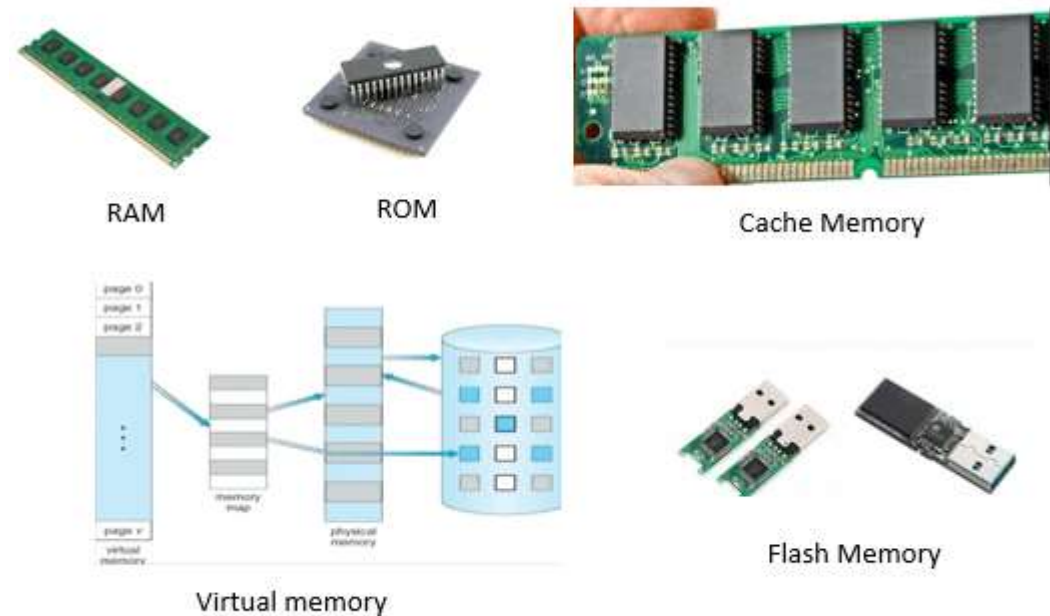 RAM
ROM
Cache Memory
page 0
page 1
page 2
page v
virtual
memory
memory
map
physical
memory
Virtual memory
Flash Memory